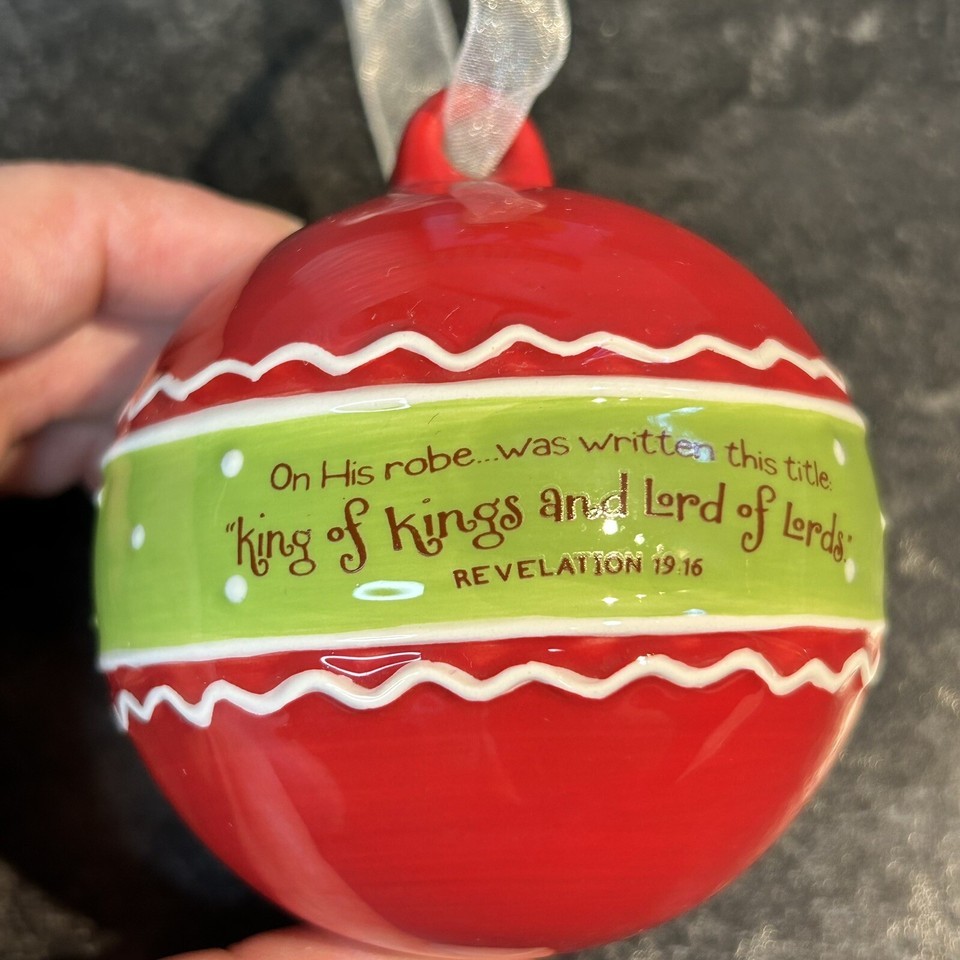 On His robe...was written this title:
"King of Kings and Lord of Lords."
REVELATION 19:16